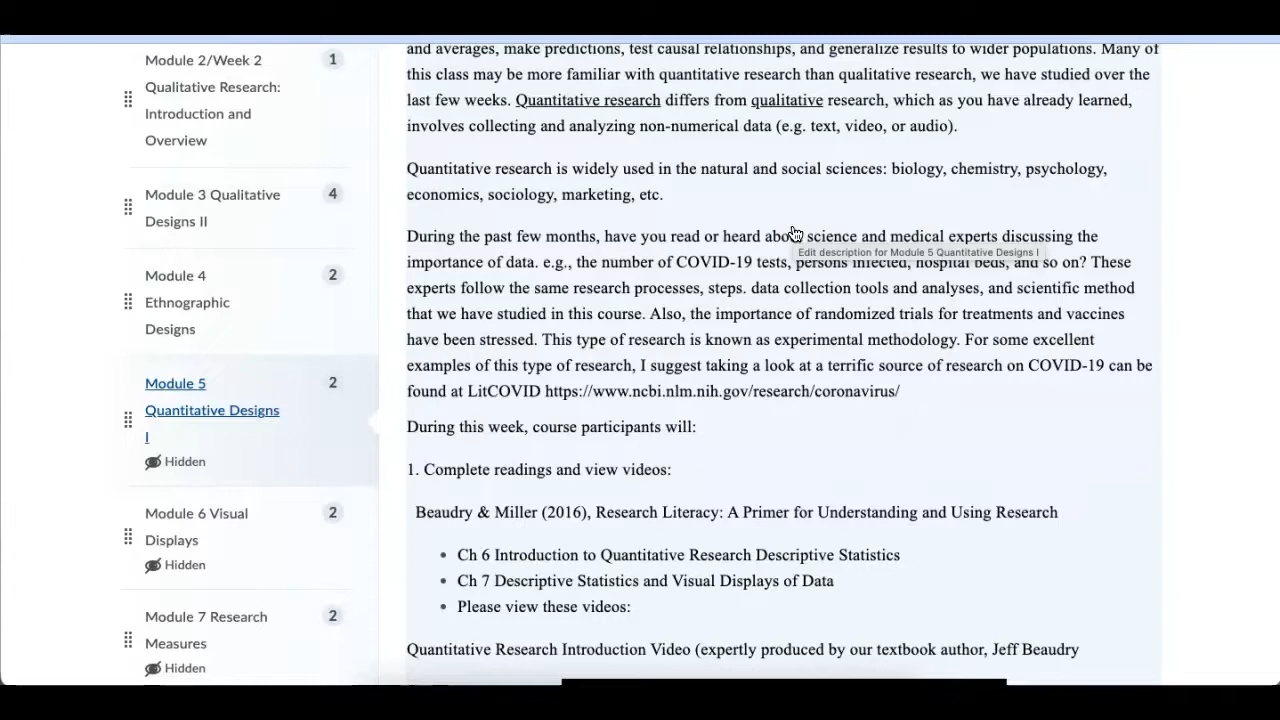 Module 2/Week 2
Qualitative Research:
Introduction and
Overview
1
Module 3 Qualitative
Designs II
4
Module 4
Ethnographic
Designs
2
Module 5
Quantitative Designs
I
Hidden
2
Module 6 Visual
Displays
Hidden
2
Module 7 Research
Measures
Hidden
2
and averages, make predictions, test causal relationships, and generalize results to wider populations. Many of
this class may be more familiar with quantitative research than qualitative research, we have studied over the
last few weeks. Quantitative research differs from qualitative research, which as you have already learned,
involves collecting and analyzing non-numerical data (e.g. text, video, or audio).
Quantitative research is widely used in the natural and social sciences: biology, chemistry, psychology,
economics, sociology, marketing, etc.
During the past few months, have you read or heard about science and medical experts discussing the
Edit description for Module 5 Quantitative Designs I
importance of data. e.g., the number of COVID-19 tests, persons infected, hospital beds, and so on? These
experts follow the same research processes, steps. data collection tools and analyses, and scientific method
that we have studied in this course. Also, the importance of randomized trials for treatments and vaccines
have been stressed. This type of research is known as experimental methodology. For some excellent
examples of this type of research, I suggest taking a look at a terrific source of research on COVID-19 can be
found at LitCOVID https://www.ncbi.nlm.nih.gov/research/coronavirus/
During this week, course participants will:
1. Complete readings and view videos:
Beaudry & Miller (2016), Research Literacy: A Primer for Understanding and Using Research
• Ch 6 Introduction to Quantitative Research Descriptive Statistics
• Ch 7 Descriptive Statistics and Visual Displays of Data
• Please view these videos:
Quantitative Research Introduction Video (expertly produced by our textbook author, Jeff Beaudry